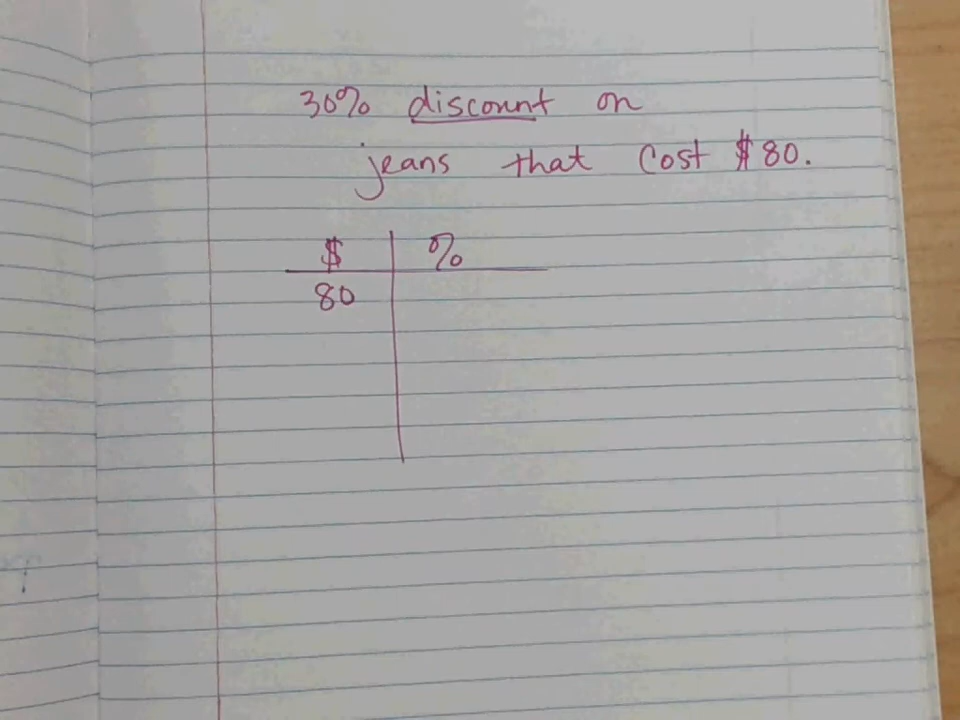 30% discount on
jeans that cost $80.
$ %
80